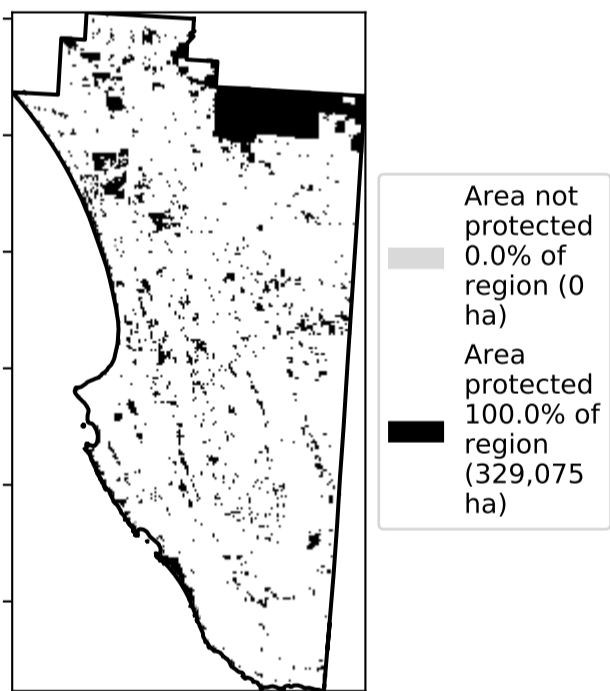 Area not
protected
0.0% of
region (0
ha)
Area
protected
100.0% of
region
(329,075
ha)